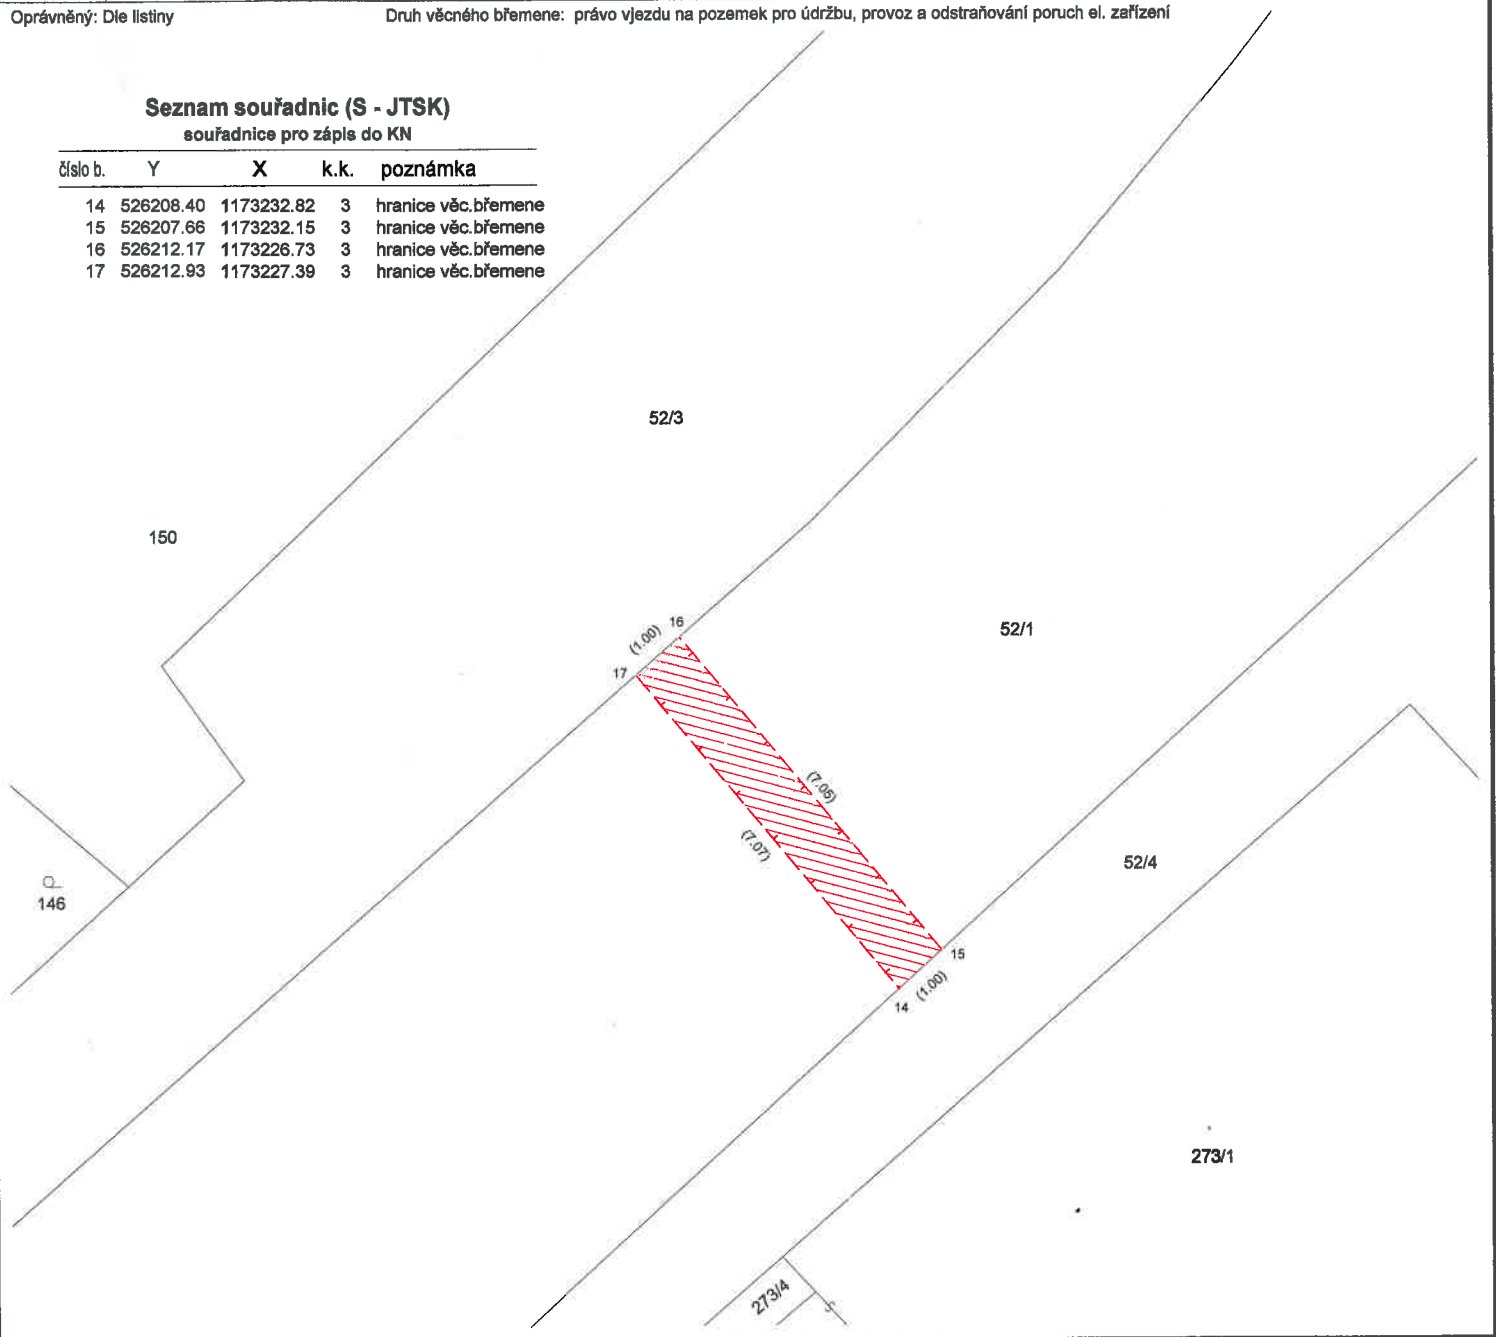 Oprávněný: Dle listiny Druh věcného břemene: právo vjezdu na pozemek pro údržbu, provoz a odstraňování poruch el. zařízení
Seznam souřadnic (S - JTSK)
souřadnice pro zápis do KN
číslo b. Y X k.k. poznámka
14 526208.40 1173232.82 3 hranice věc.břemene
15 526207.66 1173232.15 3 hranice věc.břemene
16 526212.17 1173226.73 3 hranice věc.břemene
17 526212.93 1173227.39 3 hranice věc.břemene
52/3
150
16
(1.00)
17
52/1
(7.05)
(7.07)
52/4
146
15
(1.00)
14
273/1
273/4